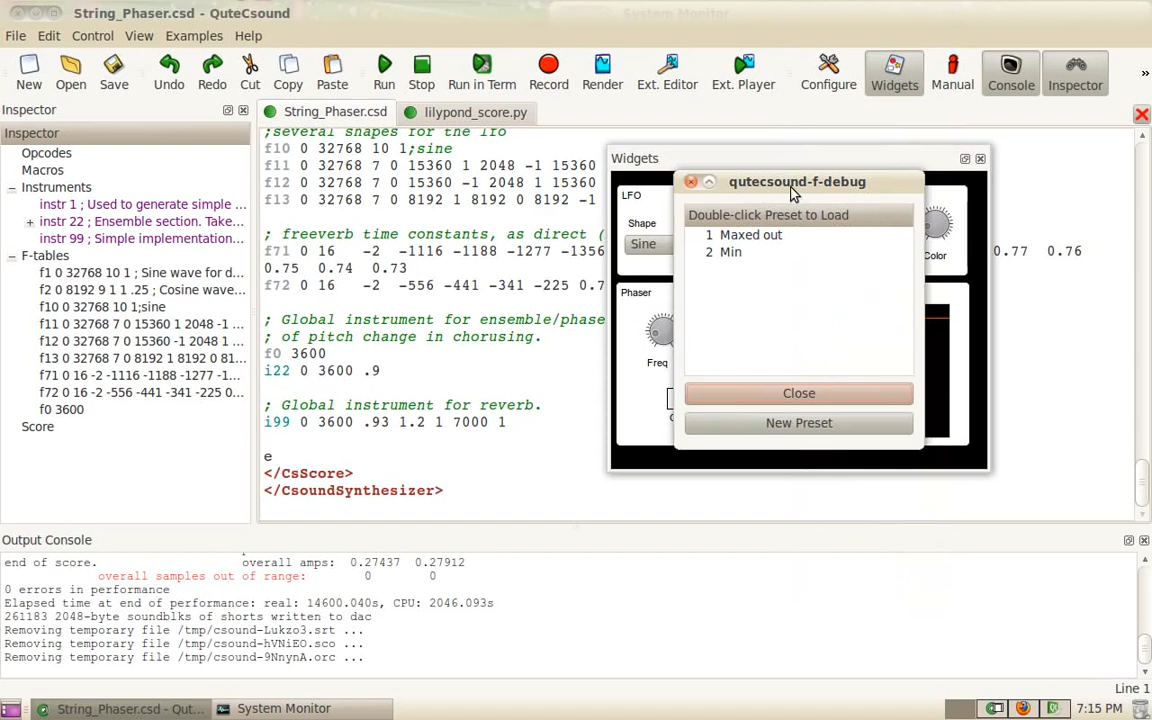 String_Phaser.csd - QuteCsound
System Monitor
File Edit Control View Examples Help
New Open Save Undo Redo Cut Copy Paste Run Stop Run in Term Record Render Ext. Editor Ext. Player Configure Widgets Manual Console Inspector »
Inspector
String_Phaser.csd
lilypond_score.py
Inspector
Opcodes
Macros
Instruments
instr 1 ; Used to generate simple ...
instr 22 ; Ensemble section. Take...
instr 99 ; Simple implementation...
F-tables
f1 0 32768 10 1 ; Sine wave for d...
f2 0 8192 9 1 1 .25 ; Cosine wave...
f10 0 32768 10 1;sine
f11 0 32768 7 0 15360 1 2048 -1 ...
f12 0 32768 7 0 15360 -1 2048 1 ...
f13 0 32768 7 0 8192 1 8192 0 81...
f71 0 16 -2 -1116 -1188 -1277 -1...
f72 0 16 -2 -556 -441 -341 -225 0...
f0 3600
Score
;several shapes for the lfo
f10 0 32768 10 1;sine
f11 0 32768 7 0 15360 1 2048 -1 15360
f12 0 32768 7 0 15360 -1 2048 1 15360
f13 0 32768 7 0 8192 1 8192 0 8192 -1
; freeverb time constants, as direct (
f71 0 16 -2 -1116 -1188 -1277 -1356
0.77 0.76
0.75 0.74 0.73
f72 0 16 -2 -556 -441 -341 -225 0.7
; Global instrument for ensemble/phase
; of pitch change in chorusing.
f0 3600
i22 0 3600 .9
; Global instrument for reverb.
i99 0 3600 .93 1.2 1 7000 1
e
</CsScore>
</CsoundSynthesizer>
Widgets
LFO
Shape
Sine
Color
Phaser
Freq
qutecsound-f-debug
Double-click Preset to Load
1 Maxed out
2 Min
Close
New Preset
Output Console
end of score. overall amps: 0.27437 0.27912
overall samples out of range: 0 0
0 errors in performance
Elapsed time at end of performance: real: 14600.040s, CPU: 2046.093s
261183 2048-byte soundblks of shorts written to dac
Removing temporary file /tmp/csound-Lukzo3.srt ...
Removing temporary file /tmp/csound-hVNiEO.sco ...
Removing temporary file /tmp/csound-9NnynA.orc ...
Line 1
String_Phaser.csd - Qut...
System Monitor
7:15 PM